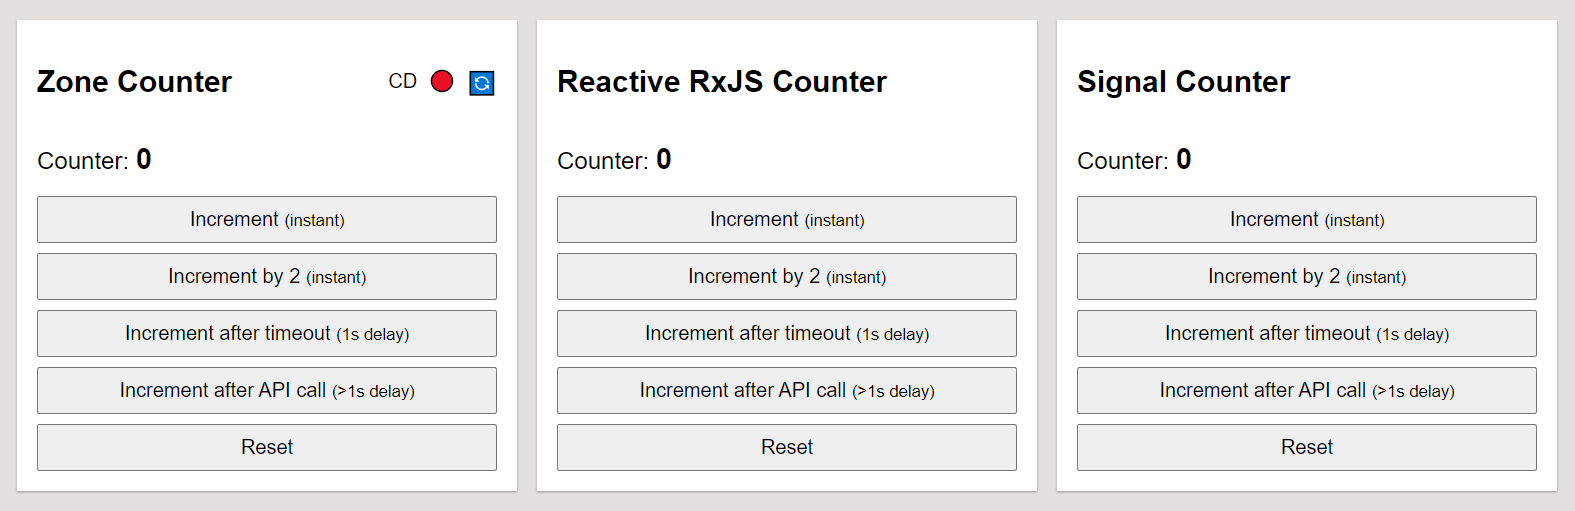 Zone Counter CD
Counter: 0
Increment (instant)
Increment by 2 (instant)
Increment after timeout (1s delay)
Increment after API call (>1s delay)
Reset
Reactive RxJS Counter
Counter: 0
Increment (instant)
Increment by 2 (instant)
Increment after timeout (1s delay)
Increment after API call (>1s delay)
Reset
Signal Counter
Counter: 0
Increment (instant)
Increment by 2 (instant)
Increment after timeout (1s delay)
Increment after API call (>1s delay)
Reset